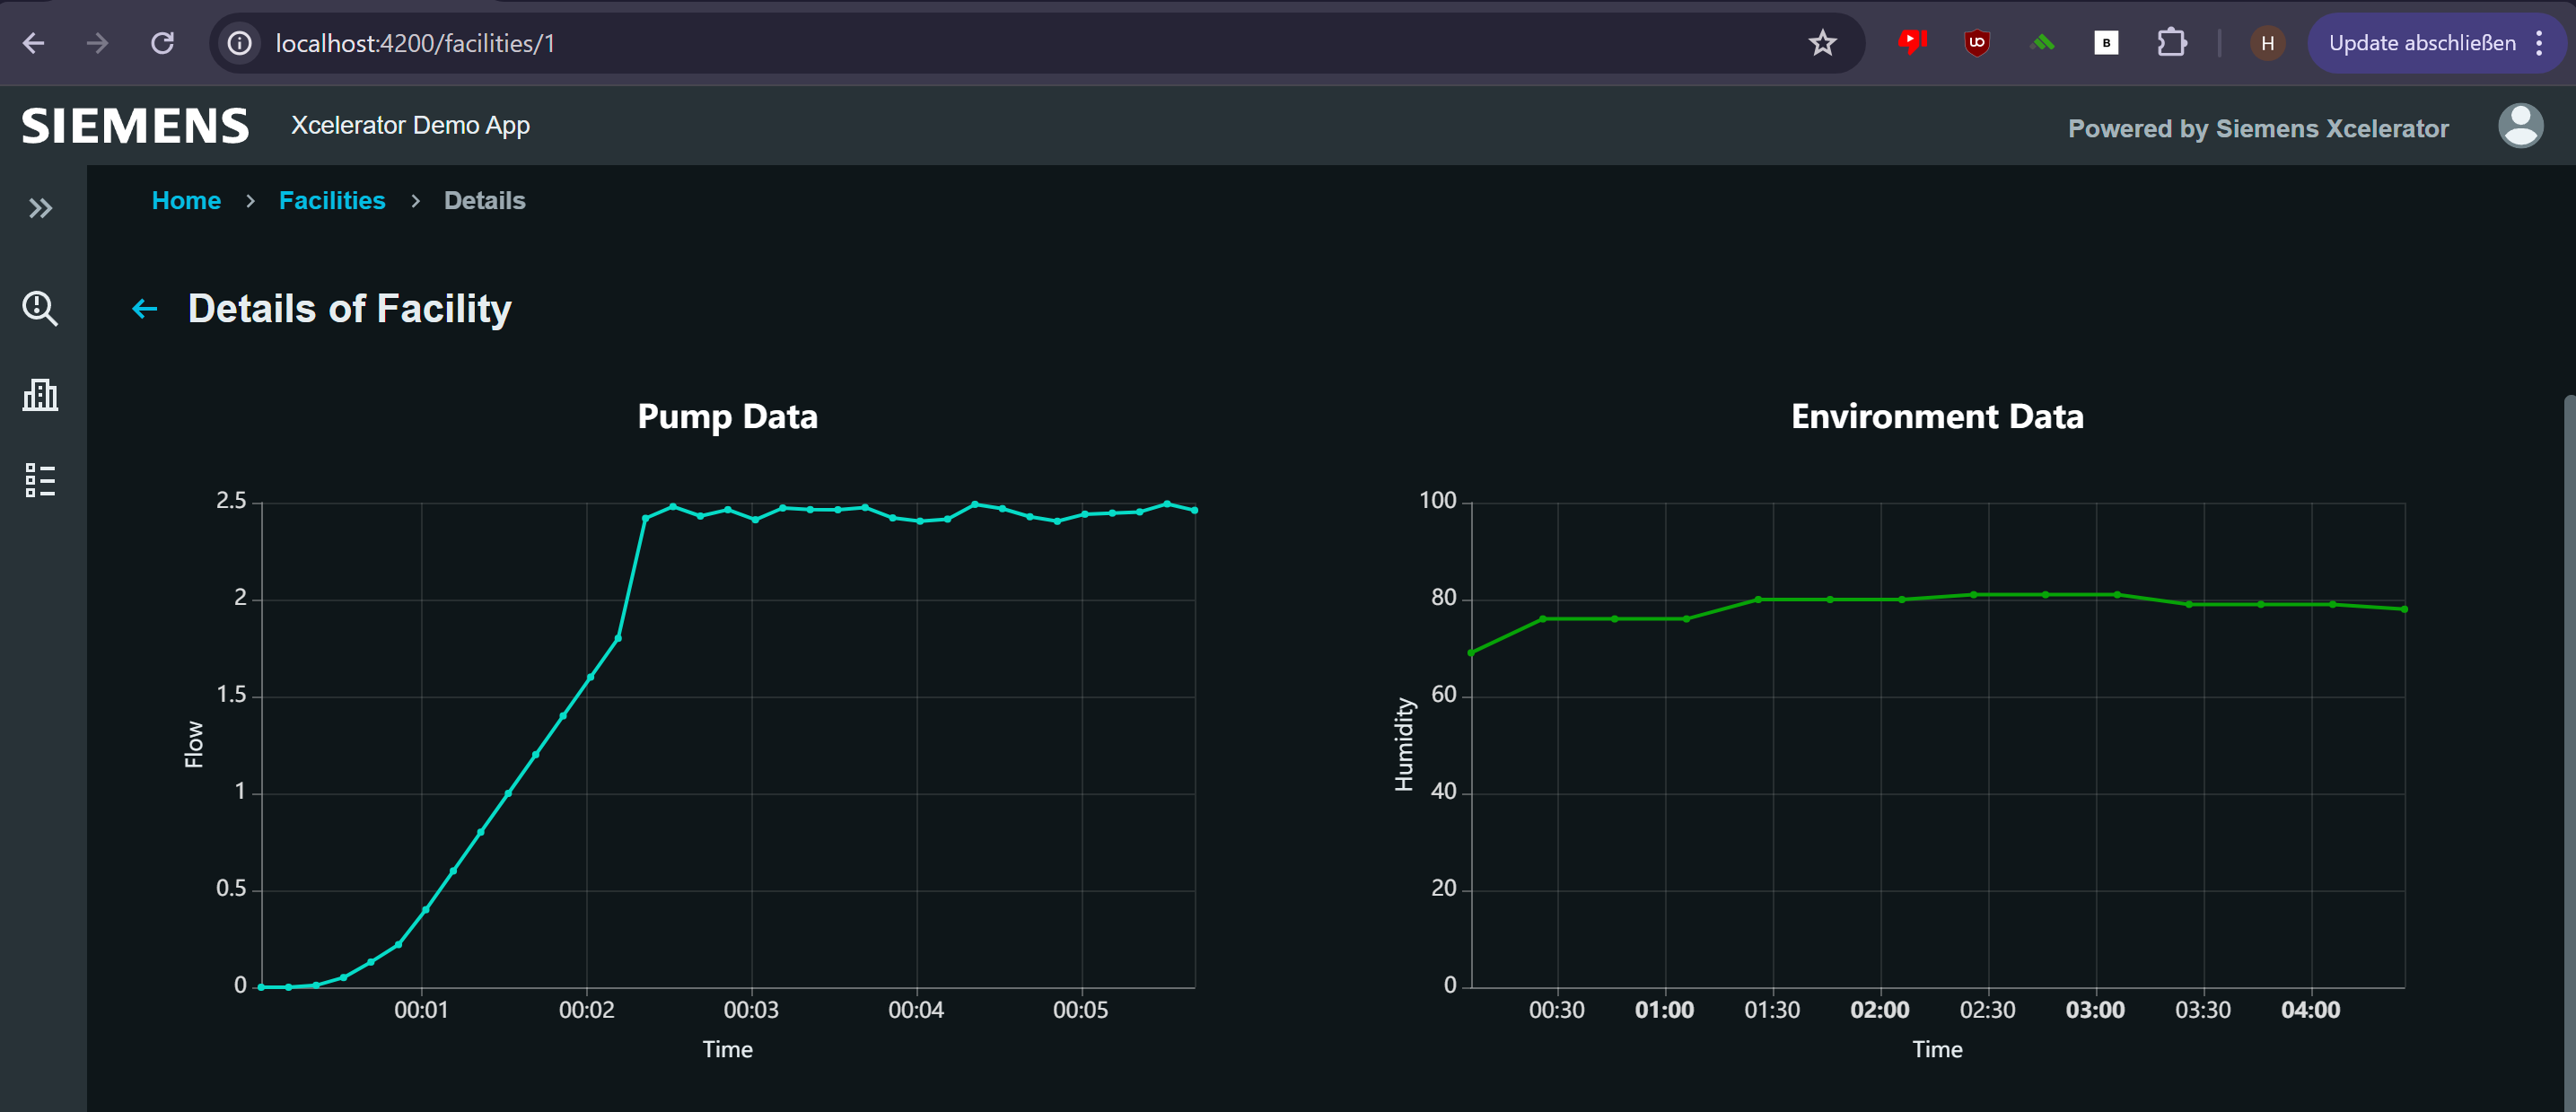 localhost:4200/facilities/1
H
Update abschließen
SIEMENS
Xcelerator Demo App
Powered by Siemens Xcelerator
Home > Facilities > Details
Details of Facility
Pump Data
2.5
2
1.5
1
0.5
0
Flow
00:01 00:02 00:03 00:04 00:05
Time
Environment Data
100
80
60
40
20
0
Humidity
00:30 01:00 01:30 02:00 02:30 03:00 03:30 04:00
Time